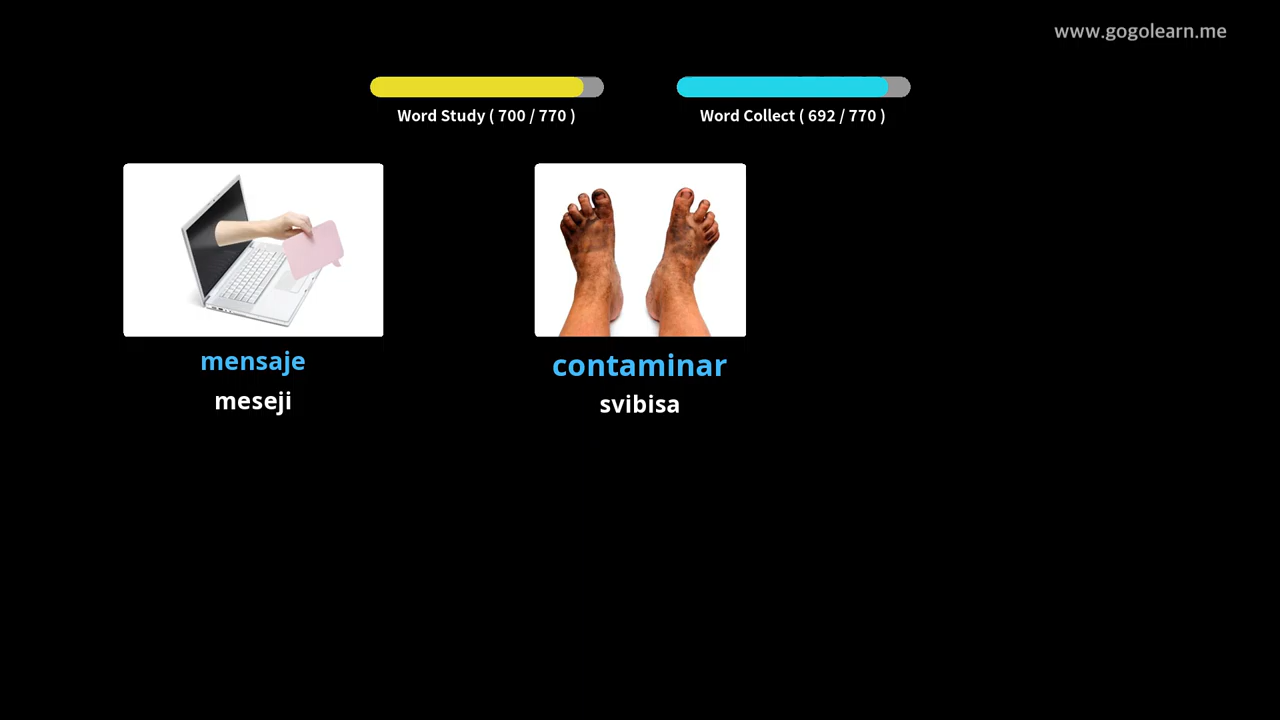 www.gogolearn.me
Word Study ( 700 / 770 )
Word Collect ( 692 / 770 )
mensaje
meseji
contaminar
svibisa